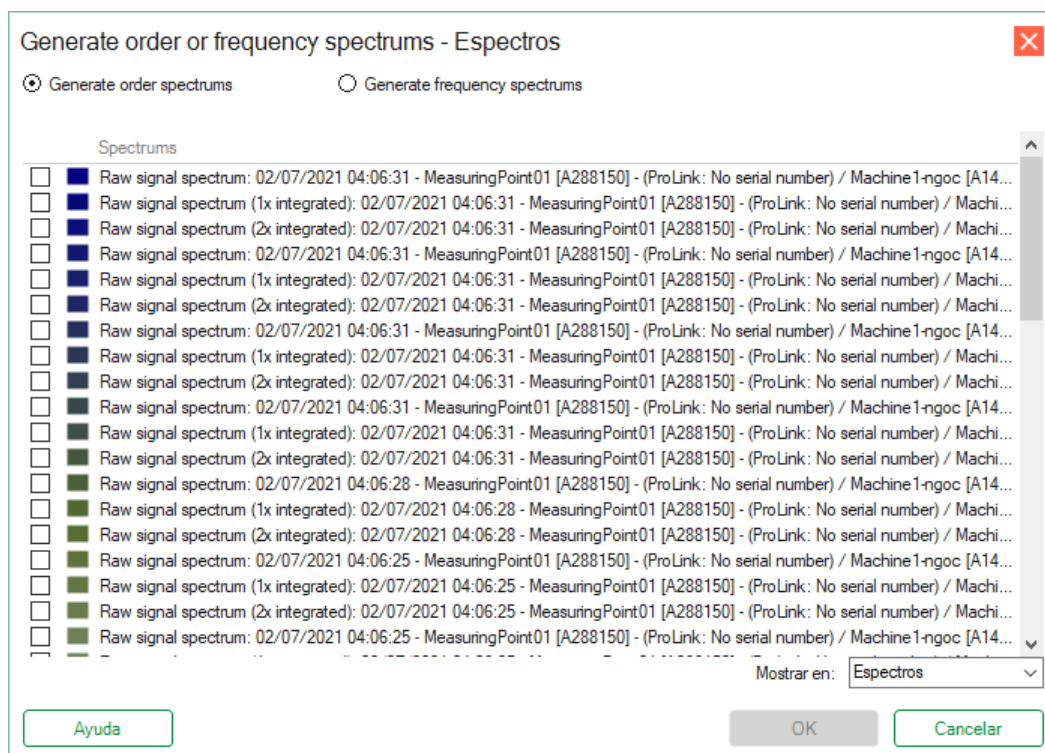 Generate order or frequency spectrums - Espectros
Generate order spectrums Generate frequency spectrums
Spectrums
Raw signal spectrum: 02/07/2021 04:06:31 - MeasuringPoint01 [A288150] - (ProLink: No serial number) / Machine1-ngoc [A14...
Raw signal spectrum (1x integrated): 02/07/2021 04:06:31 - MeasuringPoint01 [A288150] - (ProLink: No serial number) / Machi...
Raw signal spectrum (2x integrated): 02/07/2021 04:06:31 - MeasuringPoint01 [A288150] - (ProLink: No serial number) / Machi...
Raw signal spectrum: 02/07/2021 04:06:31 - MeasuringPoint01 [A288150] - (ProLink: No serial number) / Machine1-ngoc [A14...
Raw signal spectrum (1x integrated): 02/07/2021 04:06:31 - MeasuringPoint01 [A288150] - (ProLink: No serial number) / Machi...
Raw signal spectrum (2x integrated): 02/07/2021 04:06:31 - MeasuringPoint01 [A288150] - (ProLink: No serial number) / Machi...
Raw signal spectrum: 02/07/2021 04:06:31 - MeasuringPoint01 [A288150] - (ProLink: No serial number) / Machine1-ngoc [A14...
Raw signal spectrum (1x integrated): 02/07/2021 04:06:31 - MeasuringPoint01 [A288150] - (ProLink: No serial number) / Machi...
Raw signal spectrum (2x integrated): 02/07/2021 04:06:31 - MeasuringPoint01 [A288150] - (ProLink: No serial number) / Machi...
Raw signal spectrum: 02/07/2021 04:06:31 - MeasuringPoint01 [A288150] - (ProLink: No serial number) / Machine1-ngoc [A14...
Raw signal spectrum (1x integrated): 02/07/2021 04:06:31 - MeasuringPoint01 [A288150] - (ProLink: No serial number) / Machi...
Raw signal spectrum (2x integrated): 02/07/2021 04:06:31 - MeasuringPoint01 [A288150] - (ProLink: No serial number) / Machi...
Raw signal spectrum: 02/07/2021 04:06:28 - MeasuringPoint01 [A288150] - (ProLink: No serial number) / Machine1-ngoc [A14...
Raw signal spectrum (1x integrated): 02/07/2021 04:06:28 - MeasuringPoint01 [A288150] - (ProLink: No serial number) / Machi...
Raw signal spectrum (2x integrated): 02/07/2021 04:06:28 - MeasuringPoint01 [A288150] - (ProLink: No serial number) / Machi...
Raw signal spectrum: 02/07/2021 04:06:25 - MeasuringPoint01 [A288150] - (ProLink: No serial number) / Machine1-ngoc [A14...
Raw signal spectrum (1x integrated): 02/07/2021 04:06:25 - MeasuringPoint01 [A288150] - (ProLink: No serial number) / Machi...
Raw signal spectrum (2x integrated): 02/07/2021 04:06:25 - MeasuringPoint01 [A288150] - (ProLink: No serial number) / Machi...
Raw signal spectrum: 02/07/2021 04:06:25 - MeasuringPoint01 [A288150] - (ProLink: No serial number) / Machine1-ngoc [A14...
Mostrar en: Espectros
Ayuda OK Cancelar